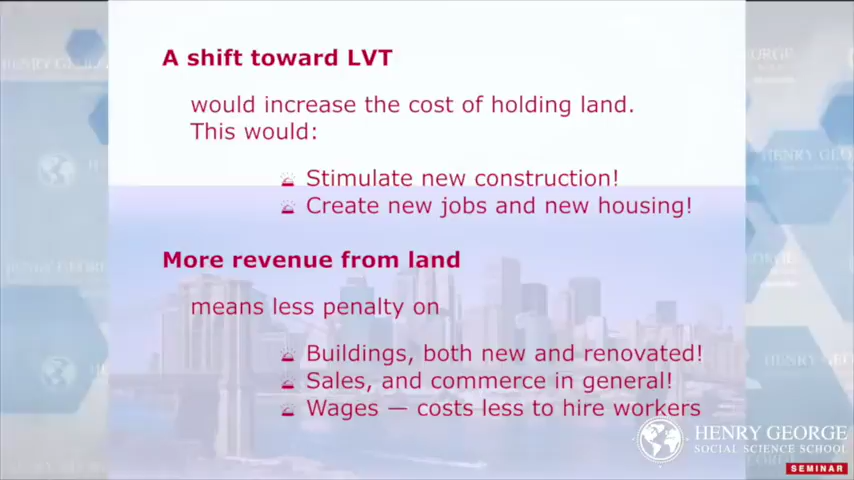 A shift toward LVT
would increase the cost of holding land.
This would:
Stimulate new construction!
Create new jobs and new housing!
More revenue from land
means less penalty on
Buildings, both new and renovated!
Sales, and commerce in general!
Wages — costs less to hire workers
HENRY GEORGE
SOCIAL SCIENCE SCHOOL
SEMINAR